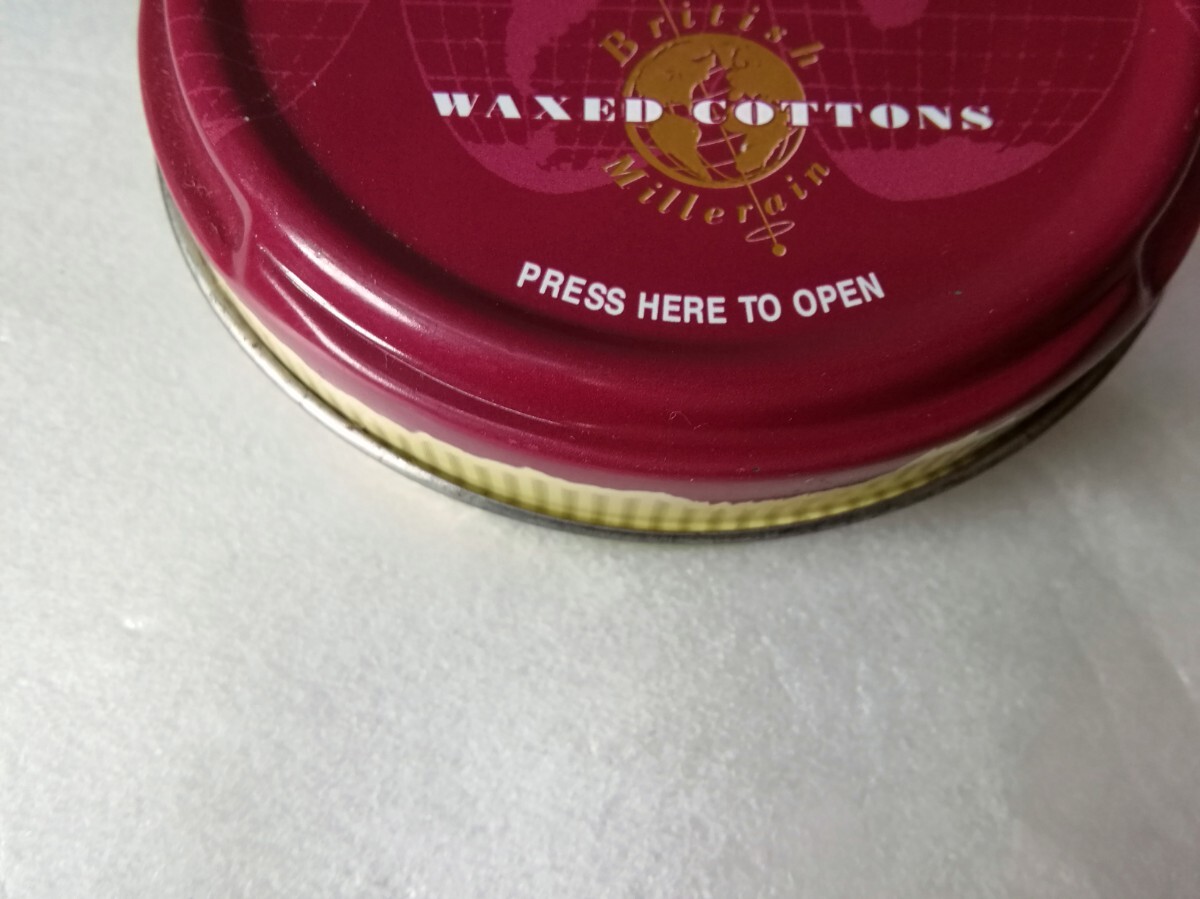 British
WAXED COTTONS
Millerain
PRESS HERE TO OPEN